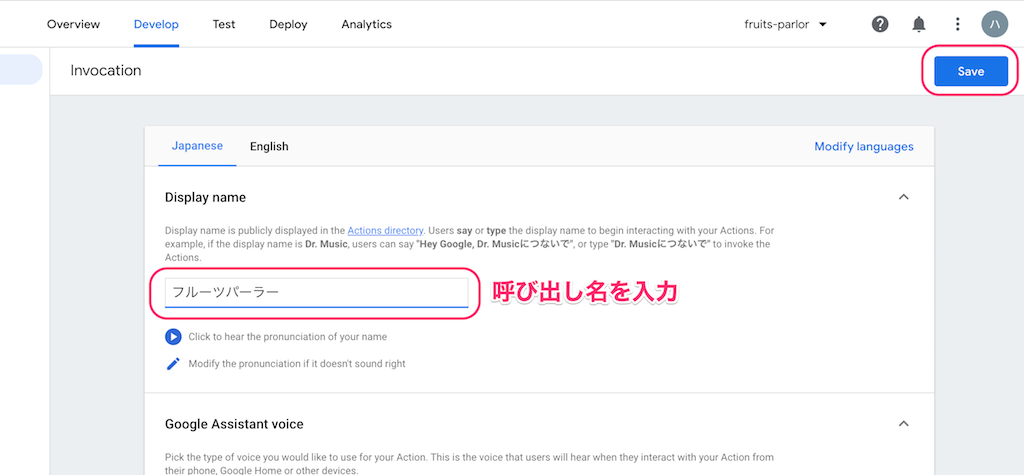 Overview Develop Test Deploy Analytics fruits-parlor ハ
Invocation Save
Japanese English Modify languages
Display name
Display name is publicly displayed in the Actions directory. Users say or type the display name to begin interacting with your Actions. For
example, if the display name is Dr. Music, users can say "Hey Google, Dr. Musicにつないで", or type "Dr. Musicにつないで" to invoke the
Actions.
フルーツパーラー 呼び出し名を入力
Click to hear the pronunciation of your name
Modify the pronunciation if it doesn't sound right
Google Assistant voice
Pick the type of voice you would like to use for your Action. This is the voice that users will hear when they interact with your Action from
their phone, Google Home or other devices.